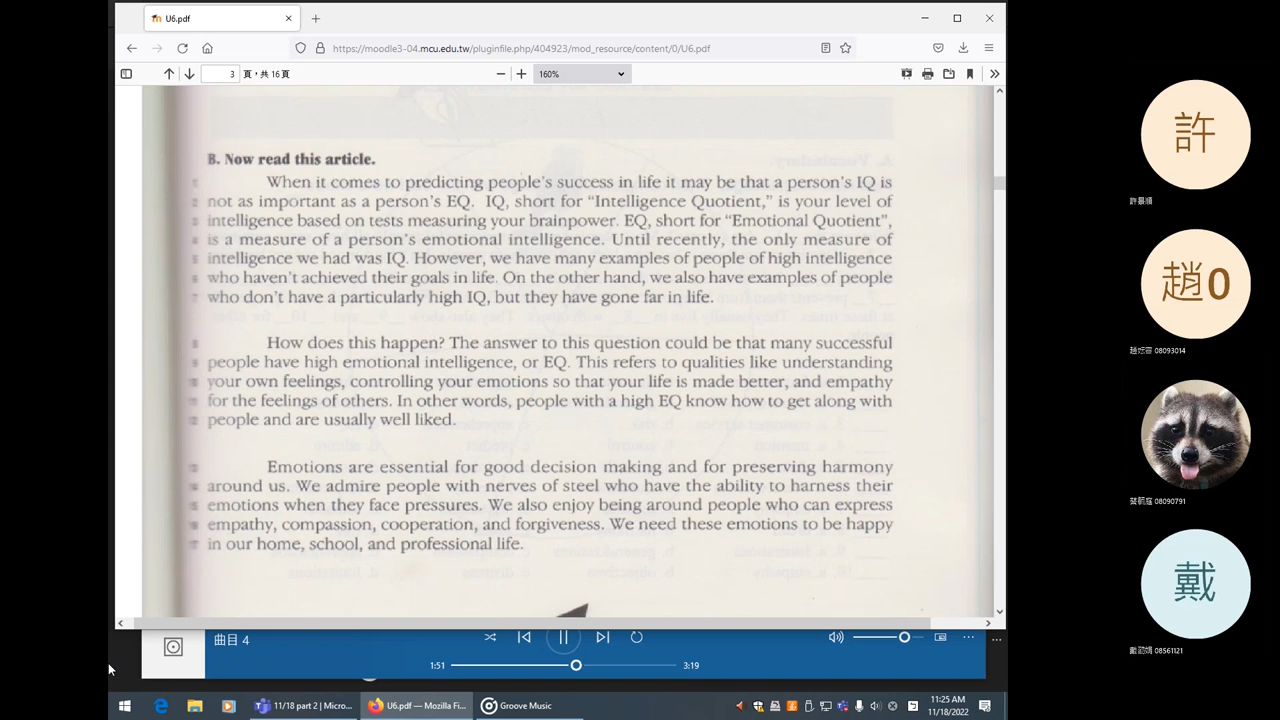 U6.pdf
https://moodle3-04.mcu.edu.tw/pluginfile.php/404923/mod_resource/content/0/U6.pdf
3 頁，共 16 頁
160%
B. Now read this article.
When it comes to predicting people's success in life it may be that a person's IQ is
not as important as a person's EQ. IQ, short for "Intelligence Quotient," is your level of
intelligence based on tests measuring your brainpower. EQ, short for "Emotional Quotient",
is a measure of a person's emotional intelligence. Until recently, the only measure of
intelligence we had was IQ. However, we have many examples of people of high intelligence
who haven't achieved their goals in life. On the other hand, we also have examples of people
who don't have a particularly high IQ, but they have gone far in life.
How does this happen? The answer to this question could be that many successful
people have high emotional intelligence, or EQ. This refers to qualities like understanding
your own feelings, controlling your emotions so that your life is made better, and empathy
for the feelings of others. In other words, people with a high EQ know how to get along with
people and are usually well liked.
Emotions are essential for good decision making and for preserving harmony
around us. We admire people with nerves of steel who have the ability to harness their
emotions when they face pressures. We also enjoy being around people who can express
empathy, compassion, cooperation, and forgiveness. We need these emotions to be happy
in our home, school, and professional life.
曲目 4
1:51
3:19
11/18 part 2 | Micro...
U6.pdf — Mozilla Fi...
Groove Music
11:25 AM
11/18/2022
許
趙0
08093014
08090791
戴
08561121